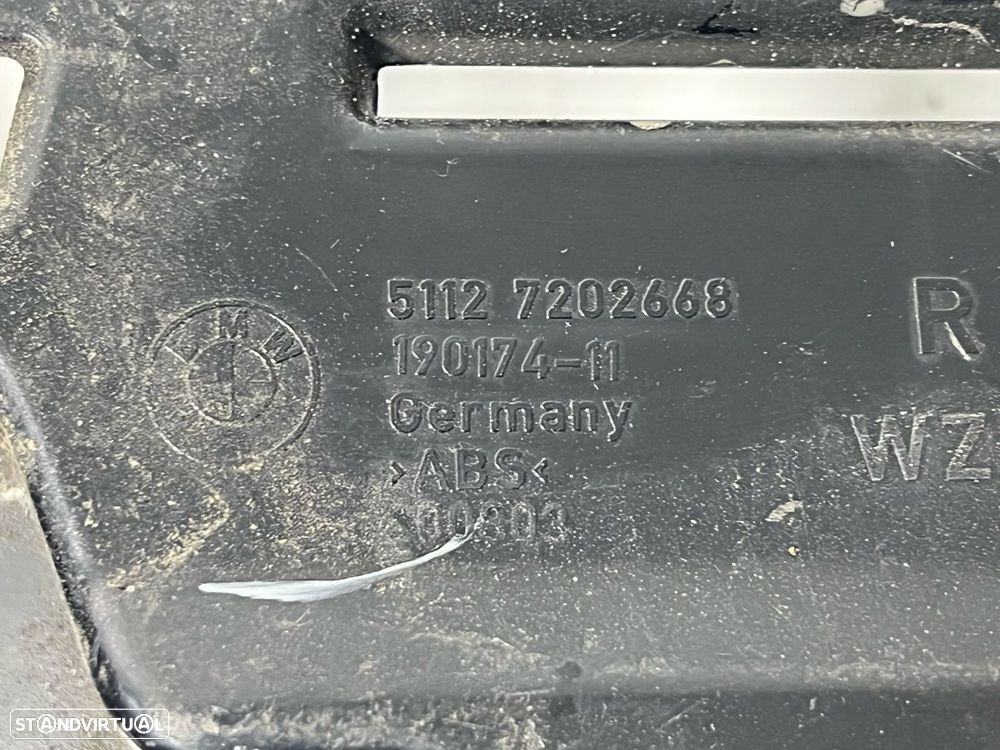 BMW
5112 7202668
190174-11
Germany
>ABS<
R
WZ
STANDVIRTUAL